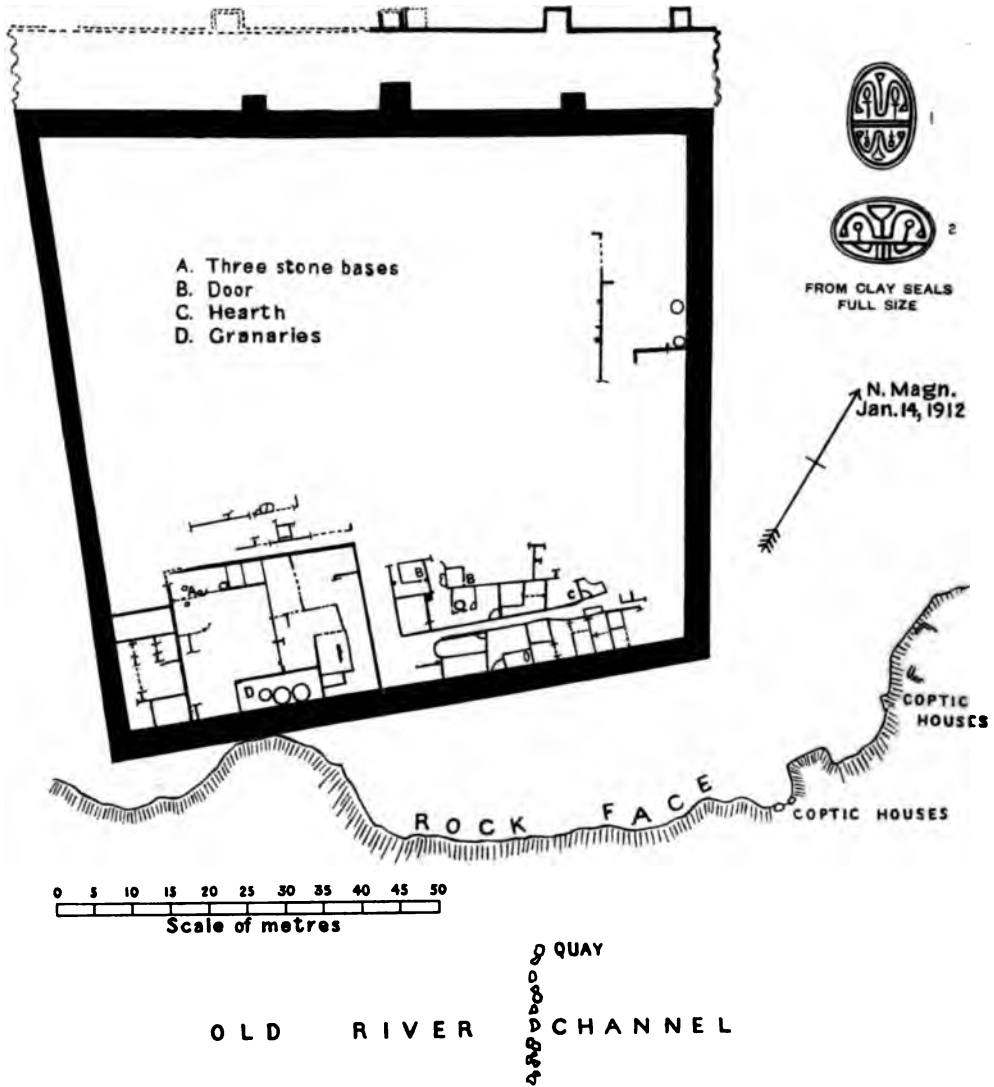 A. Three stone bases
B. Door
C. Hearth
D. Granaries
1
2
FROM CLAY SEALS
FULL SIZE
N. Magn.
Jan. 14, 1912
A
B
B
C
D
D
COPTIC
HOUSES
ROCK FACE
COPTIC HOUSES
0 5 10 15 20 25 30 35 40 45 50
Scale of metres
QUAY
OLD RIVER CHANNEL